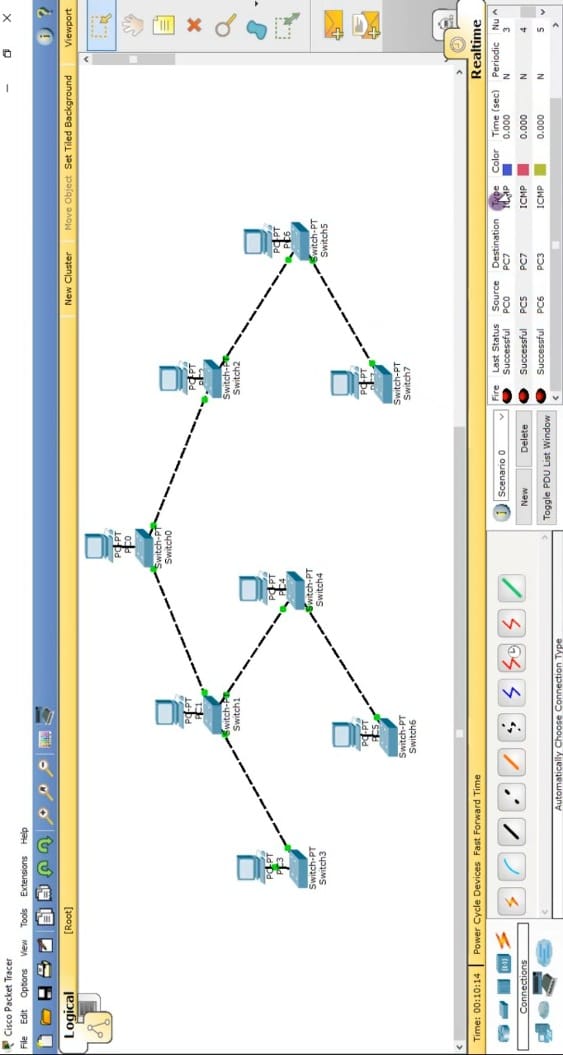 Cisco Packet Tracer
File Edit Options View Tools Extensions Help
Logical
[Root]
New Cluster
Move Object
Set Tiled Background
Viewport
PC-PT
PC0
Switch-PT
Switch0
PC-PT
PC1
Switch-PT
Switch1
PC-PT
Switch-PT
Switch2
PC-PT
PC3
Switch-PT
Switch3
PC-PT
PC4
Switch-PT
Switch4
PC-PT
PC6
Switch-PT
Switch5
PC-PT
PC5
Switch-PT
Switch6
PC-PT
Switch-PT
Switch7
Time: 00:10:14
Power Cycle Devices Fast Forward Time
Realtime
Connections
Automatically Choose Connection Type
Scenario 0
New
Delete
Toggle PDU List Window
Fire Last Status Source Destination Type Color Time (sec) Periodic Nu
Successful PC0 PC7 ICMP 0.000 N 3
Successful PC5 PC7 ICMP 0.000 N 4
Successful PC6 PC3 ICMP 0.000 N 5